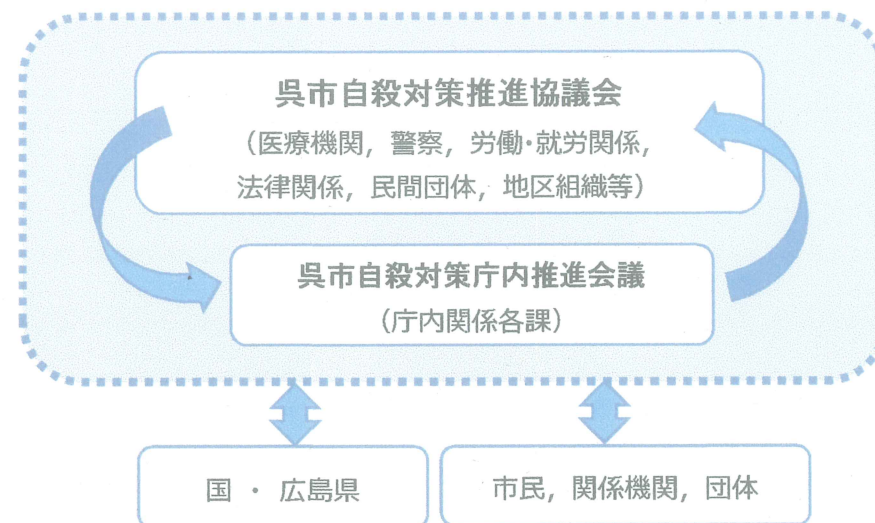 呉市自殺対策推進協議会
（医療機関，警察，労働・就労関係，
法律関係，民間団体，地区組織等）
呉市自殺対策庁内推進会議
（庁内関係各課）
国 ・ 広島県
市民，関係機関，団体